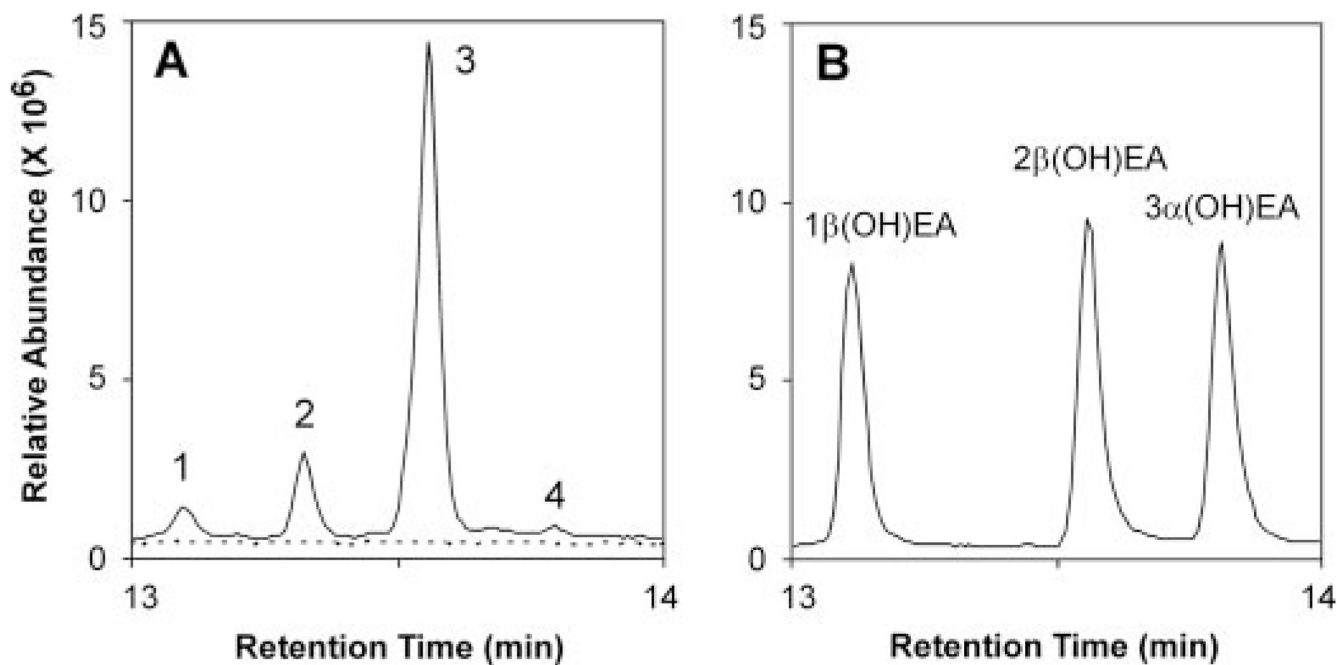 Relative Abundance (X 10⁶)
15
10
5
0
A
1
2
3
4
13
14
Retention Time (min)
15
10
5
0
B
1β(OH)EA
2β(OH)EA
3α(OH)EA
13
14
Retention Time (min)